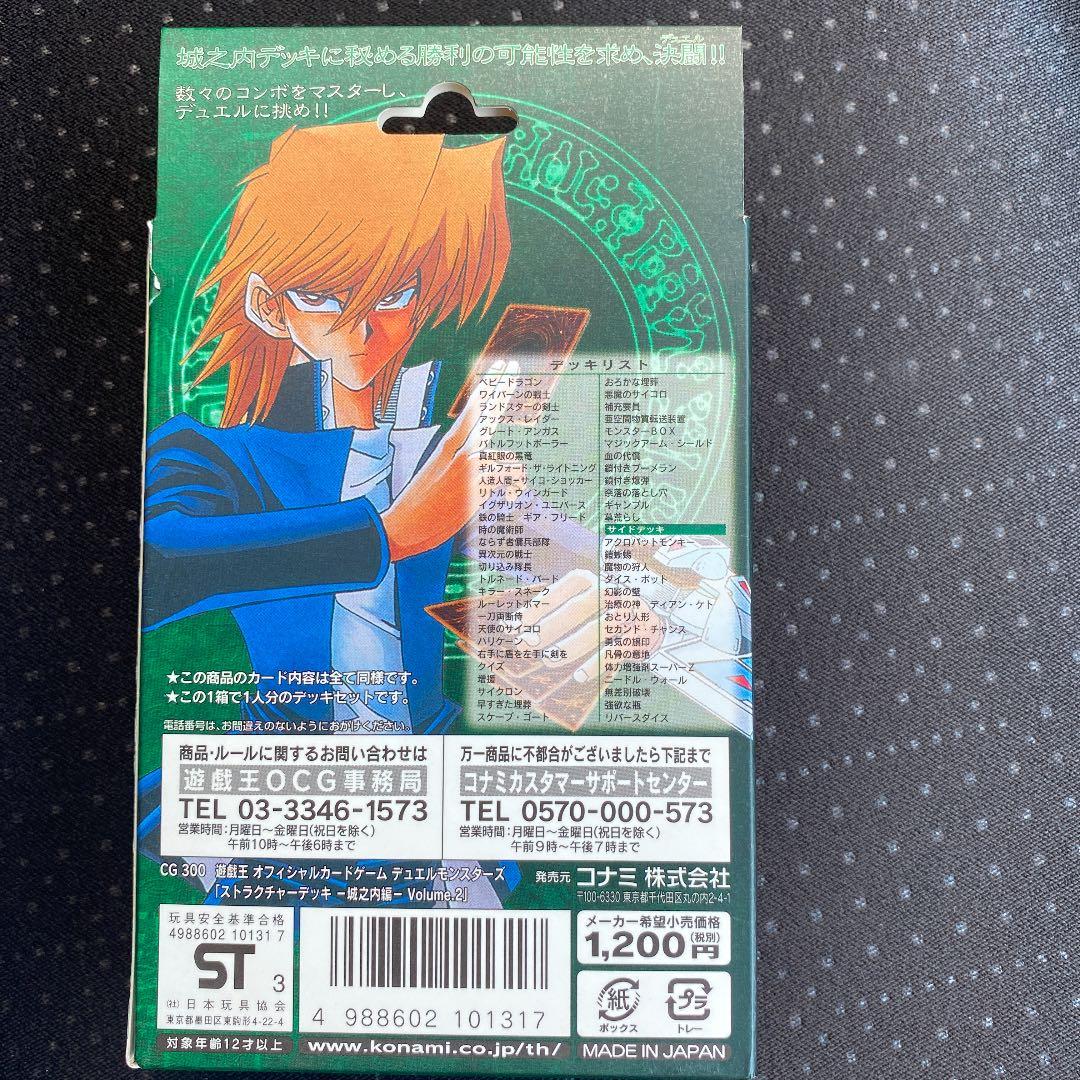 城之内デッキに秘める勝利の可能性を求め、決闘!!
デュエル
数々のコンボをマスターし、
デュエルに挑め!!
デッキリスト
ベビードラゴン
ワイバーンの戦士
ランドスターの剣士
アックス・レイダー
グレート・アンガス
バトルフットボーラー
真紅眼の黒竜
ギルフォード・ザ・ライトニング
人造人間-サイコ・ショッカー
リトル・ウィンガード
イグザリオン・ユニバース
鉄の騎士 ギア・フリード
時の魔術師
ならず者傭兵部隊
異次元の戦士
切り込み隊長
トルネード・バード
キラー・スネーク
ルーレットボマー
一刀両断侍
天使のサイコロ
ハリケーン
右手に盾を左手に剣を
クイズ
増援
サイクロン
早すぎた埋葬
スケープ・ゴート
おろかな埋葬
悪魔のサイコロ
補充要員
亜空間物質転送装置
モンスターBOX
マジックアーム・シールド
血の代償
鎖付きブーメラン
鎖付き爆弾
奈落の落とし穴
ギャンブル
墓荒らし
サイドデッキ
アクロバットモンキー
鎧蜥蜴
魔物の狩人
ダイス・ポット
幻影の壁
治療の神 ディアン・ケト
おとり人形
セカンド・チャンス
勇気の旗印
凡骨の意地
体力増強剤スーパーZ
ニードル・ウォール
無差別破壊
強欲な瓶
リバースダイス
★この商品のカード内容は全て同様です。
★この1箱で1人分のデッキセットです。
電話番号は、お間違えのないようにおかけください。
商品・ルールに関するお問い合わせは
遊戯王OCG事務局
TEL 03-3346-1573
営業時間:月曜日〜金曜日(祝日を除く)
午前10時〜午後6時まで
万一商品に不都合がございましたら下記まで
コナミカスタマーサポートセンター
TEL 0570-000-573
営業時間:月曜日〜金曜日(祝日を除く)
午前9時〜午後7時まで
CG 300 遊戯王 オフィシャルカードゲーム デュエルモンスターズ
「ストラクチャーデッキ -城之内編- Volume.2」
発売元 コナミ 株式会社
〒100-6330 東京都千代田区丸の内2-4-1
玩具安全基準合格
4988602 10131 7
ST 3
(社)日本玩具協会
東京都墨田区東駒形4-22-4
対象年齢12才以上
4 988602 101317
www.konami.co.jp/th/
メーカー希望小売価格
1,200円(税別)
紙
ボックス
プラ
トレー
MADE IN JAPAN